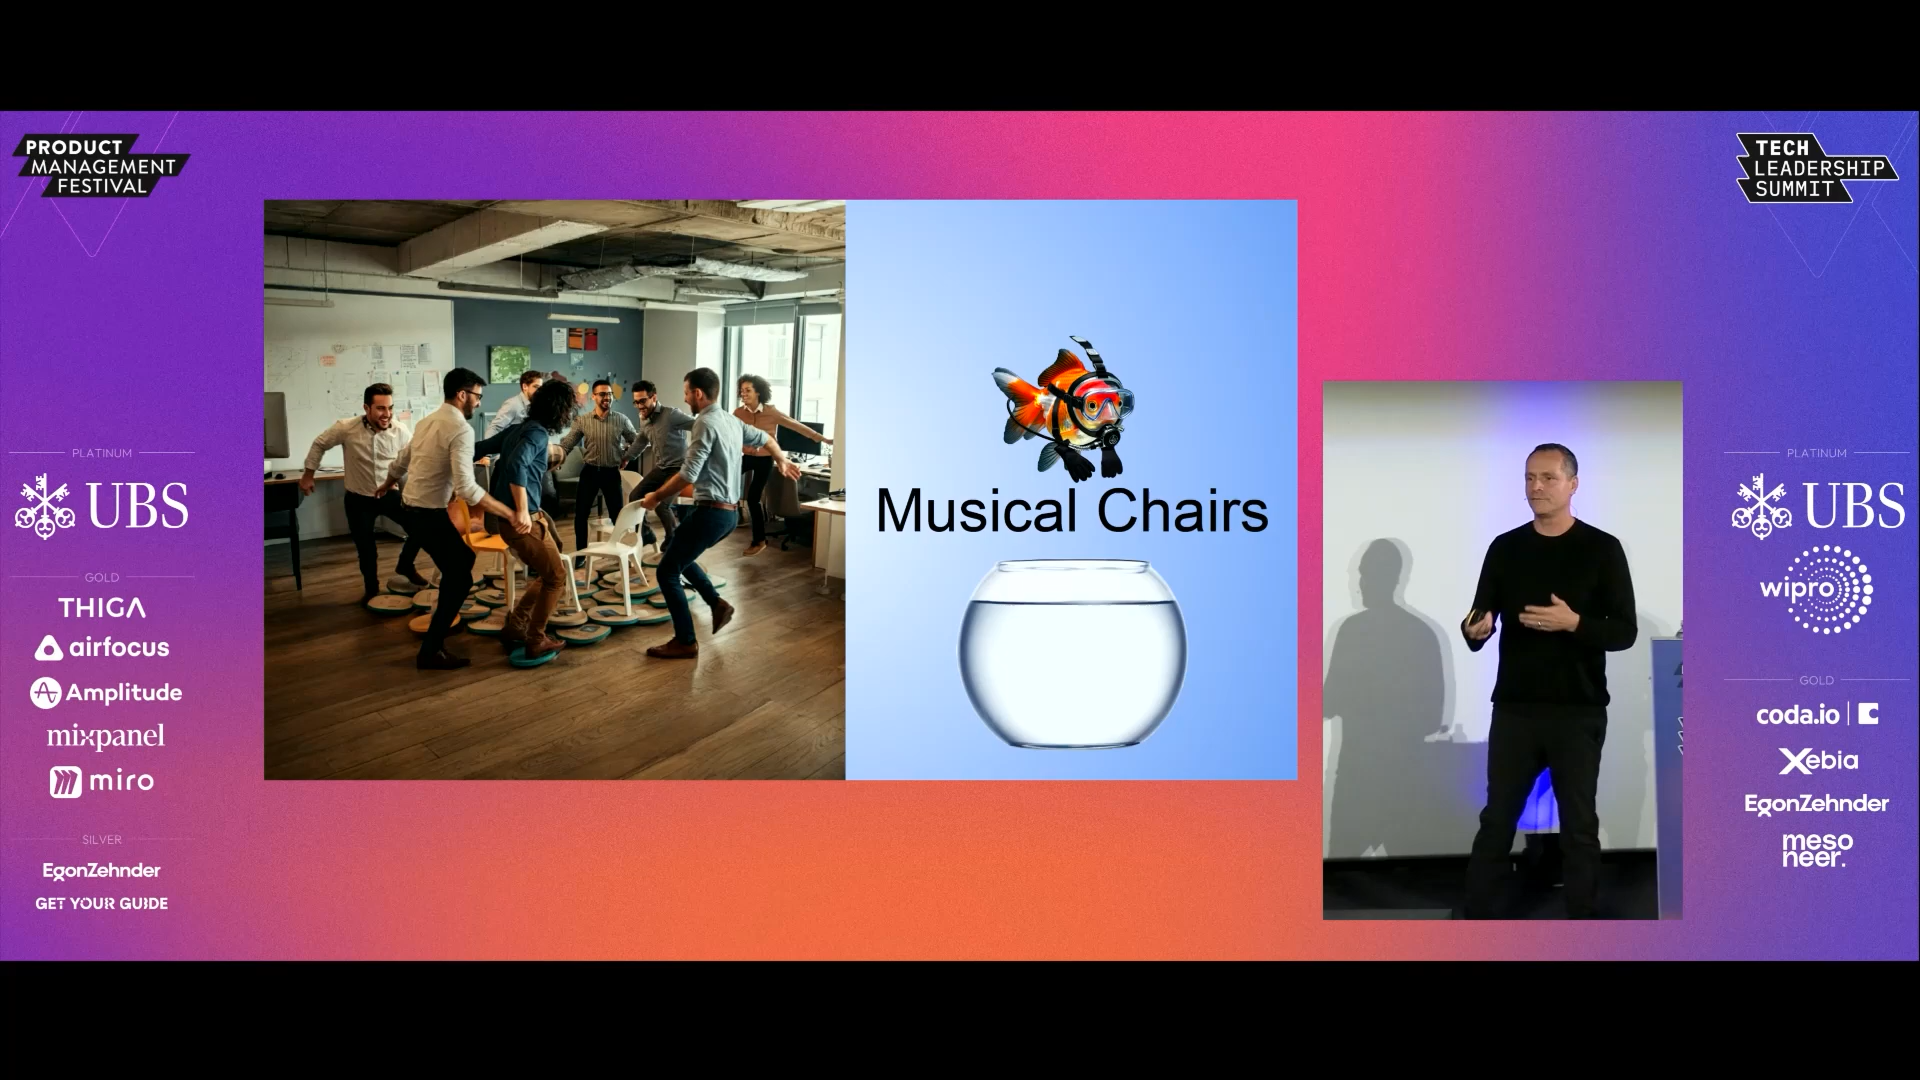 PRODUCT
MANAGEMENT
FESTIVAL
TECH
LEADERSHIP
SUMMIT
Musical Chairs
PLATINUM
UBS
GOLD
THIGA
airfocus
Amplitude
mixpanel
miro
SILVER
EgonZehnder
GET YOUR GUIDE
PLATINUM
UBS
wipro
GOLD
coda.io
Xebia
EgonZehnder
meso
neer.